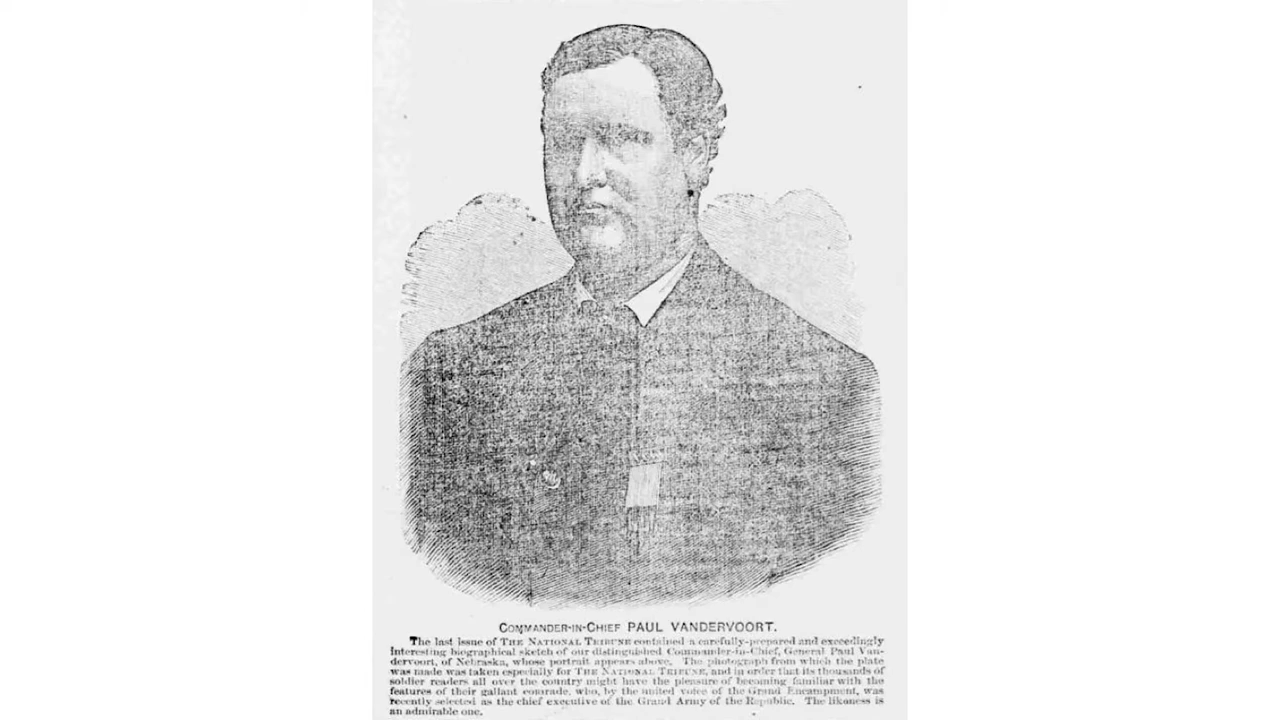 COMMANDER-IN-CHIEF PAUL VANDERVOORT.
The last issue of THE NATIONAL TRIBUNE contained a carefully-prepared and exceedingly
interesting biographical sketch of our distinguished Commander-in-Chief, General Paul Van-
dervoort, of Nebraska, whose portrait appears above. The photograph from which the plate
was made was taken especially for THE NATIONAL TRIBUNE, and in order that its thousands of
soldier readers all over the country might have the pleasure of becoming familiar with the
features of their gallant comrade, who, by the united voice of the Grand Encampment, was
recently selected as the chief executive of the Grand Army of the Republic. The likeness is
an admirable one.